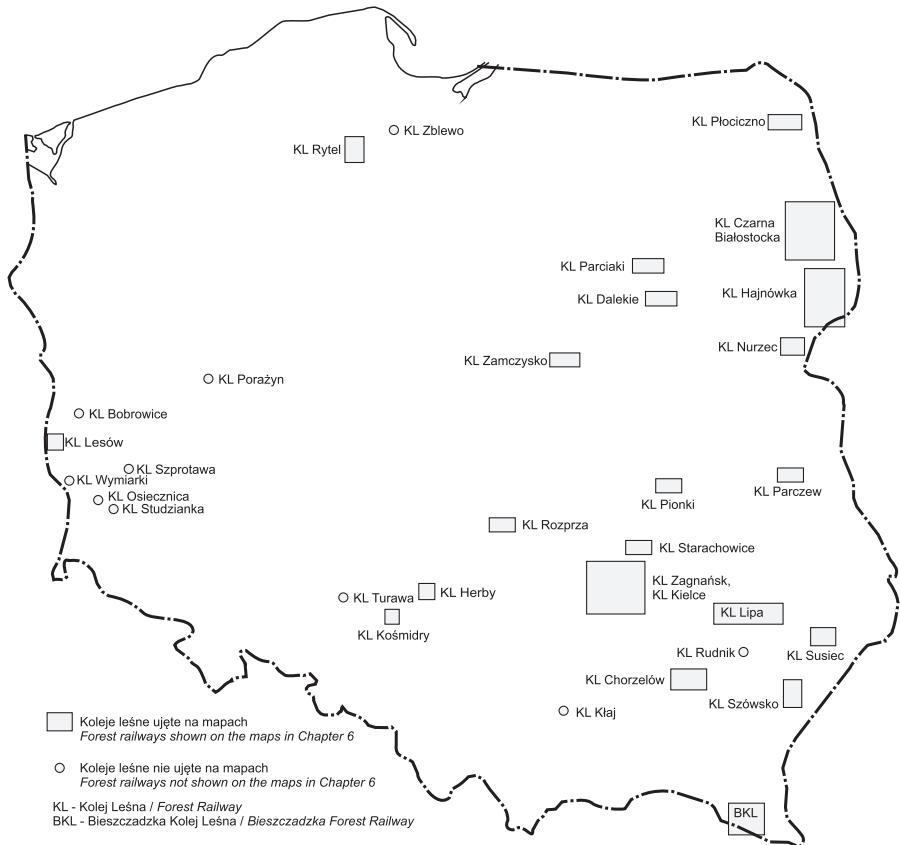 KL Zblewo
KL Rytel
KL Płociczno
KL Czarna
Białostocka
KL Parciaki
KL Hajnówka
KL Dalekie
KL Nurzec
KL Zamczysko
KL Porażyn
KL Bobrowice
KL Lesów
KL Szprotawa
KL Wymiarki
KL Osiecznica
KL Studzianka
KL Parczew
KL Pionki
KL Rozprza
KL Starachowice
KL Zagnańsk,
KL Kielce
KL Turawa
KL Herby
KL Lipa
KL Kośmidry
KL Rudnik
KL Susiec
KL Chorzelów
KL Szówsko
KL Kłaj
Koleje leśne ujęte na mapach
Forest railways shown on the maps in Chapter 6
Koleje leśne nie ujęte na mapach
Forest railways not shown on the maps in Chapter 6
KL - Kolej Leśna / Forest Railway
BKL - Bieszczadzka Kolej Leśna / Bieszczadzka Forest Railway
BKL